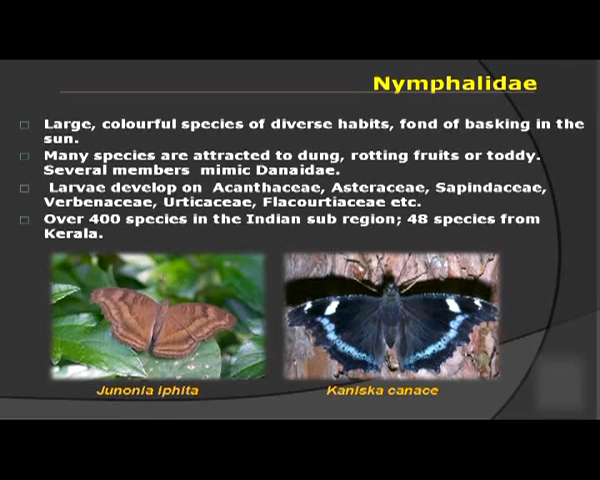 Nymphalidae
Large, colourful species of diverse habits, fond of basking in the
sun.
Many species are attracted to dung, rotting fruits or toddy.
Several members mimic Danaidae.
Larvae develop on Acanthaceae, Asteraceae, Sapindaceae,
Verbenaceae, Urticaceae, Flacourtiaceae etc.
Over 400 species in the Indian sub region; 48 species from
Kerala.
Junonia iphita
Kaniska canace